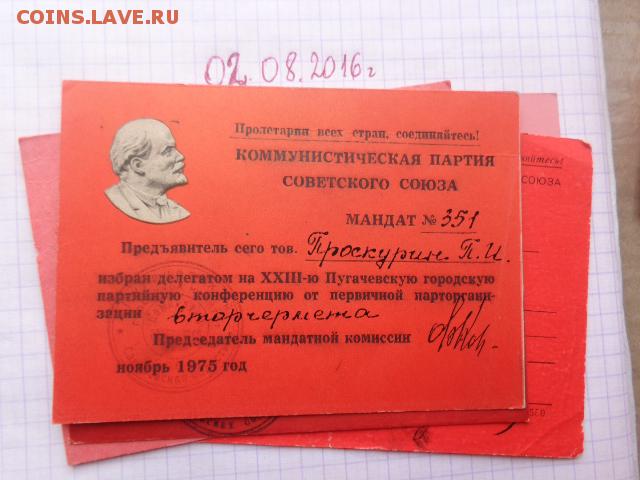 COINS.LAVE.RU
02.08.2016г
Пролетарии всех стран, соединяйтесь!
КОММУНИСТИЧЕСКАЯ ПАРТИЯ
СОВЕТСКОГО СОЮЗА
МАНДАТ № 351
Предъявитель сего тов. Проскурин П.И.
избран делегатом на XXIII-ю Пугачевскую городскую
партийную конференцию от первичной парторгани-
зации вторчермета
Председатель мандатной комиссии
ноябрь 1975 год
СОЮЗА